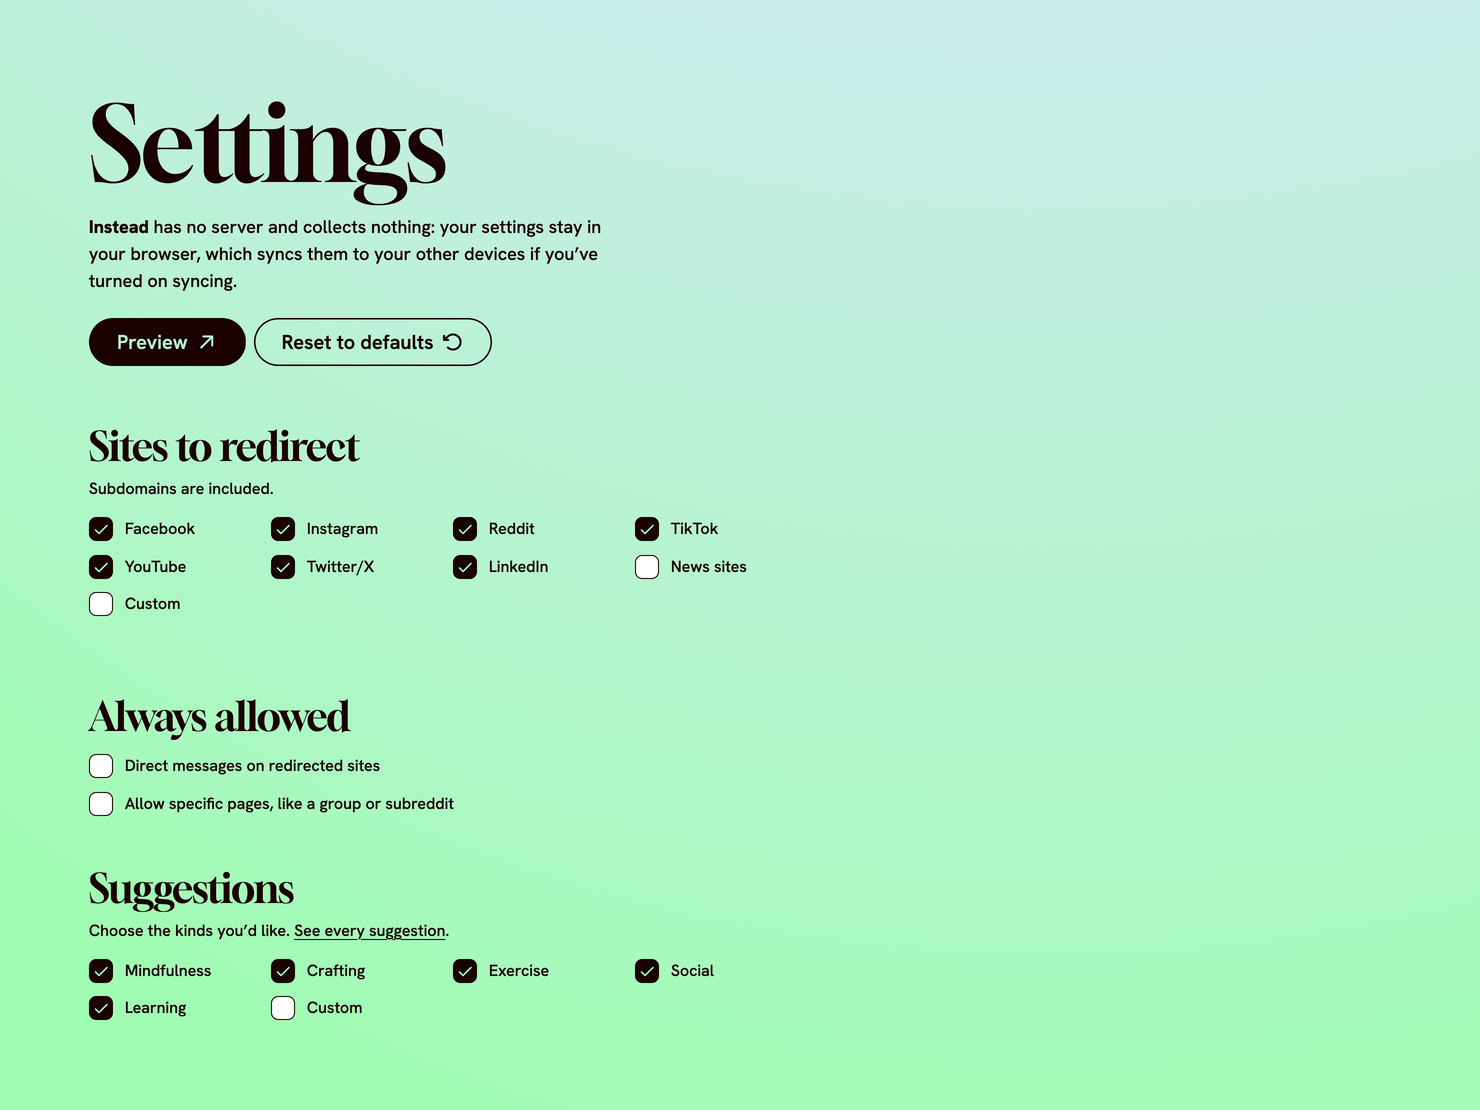 Settings
Instead has no server and collects nothing: your settings stay in
your browser, which syncs them to your other devices if you’ve
turned on syncing.
Preview
Reset to defaults
Sites to redirect
Subdomains are included.
Facebook
Instagram
Reddit
TikTok
YouTube
Twitter/X
LinkedIn
News sites
Custom
Always allowed
Direct messages on redirected sites
Allow specific pages, like a group or subreddit
Suggestions
Choose the kinds you’d like. See every suggestion.
Mindfulness
Crafting
Exercise
Social
Learning
Custom